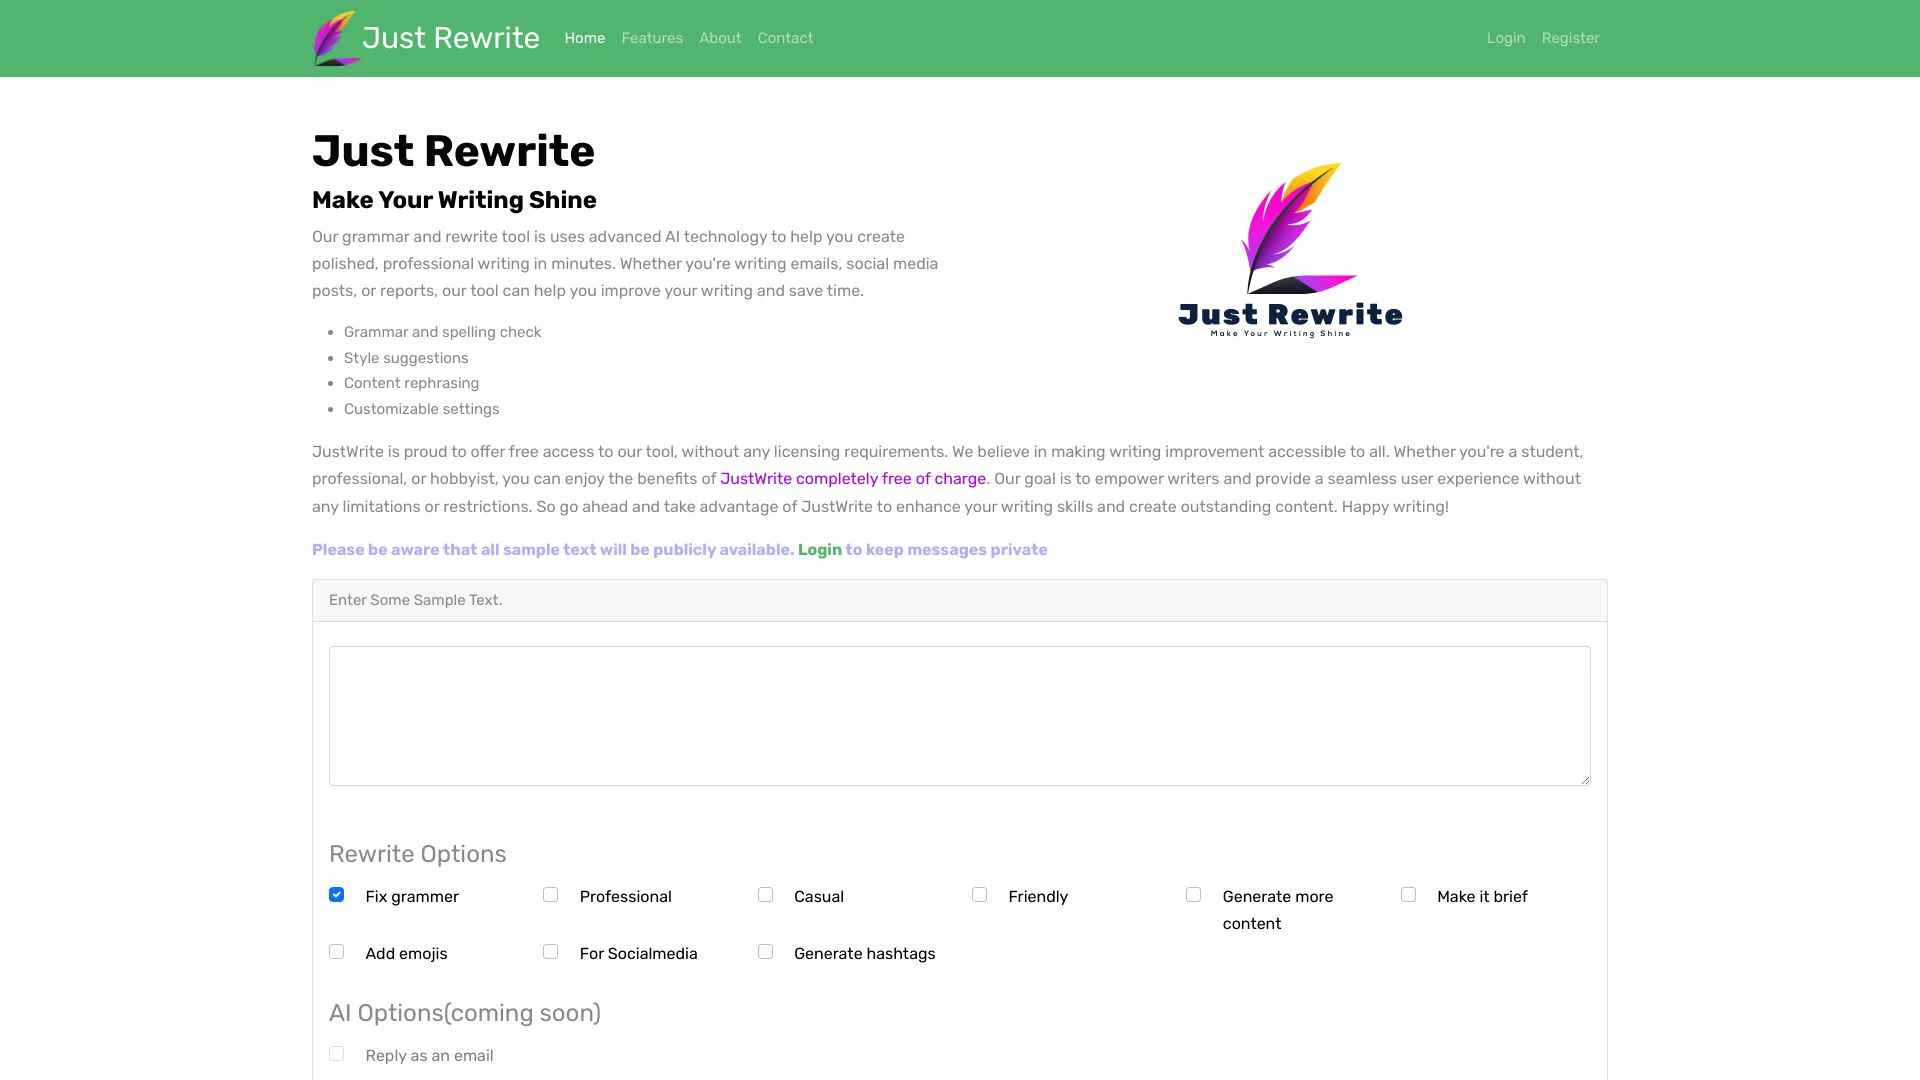 Just Rewrite Home Features About Contact Login Register
Just Rewrite
Make Your Writing Shine
Our grammar and rewrite tool is uses advanced AI technology to help you create
polished, professional writing in minutes. Whether you're writing emails, social media
posts, or reports, our tool can help you improve your writing and save time.
Grammar and spelling check
Style suggestions
Content rephrasing
Customizable settings
Just Rewrite
Make Your Writing Shine
JustWrite is proud to offer free access to our tool, without any licensing requirements. We believe in making writing improvement accessible to all. Whether you're a student,
professional, or hobbyist, you can enjoy the benefits of JustWrite completely free of charge. Our goal is to empower writers and provide a seamless user experience without
any limitations or restrictions. So go ahead and take advantage of JustWrite to enhance your writing skills and create outstanding content. Happy writing!
Please be aware that all sample text will be publicly available. Login to keep messages private
Enter Some Sample Text.
Rewrite Options
Fix grammer Professional Casual Friendly Generate more content Make it brief
Add emojis For Socialmedia Generate hashtags
AI Options(coming soon)
Reply as an email